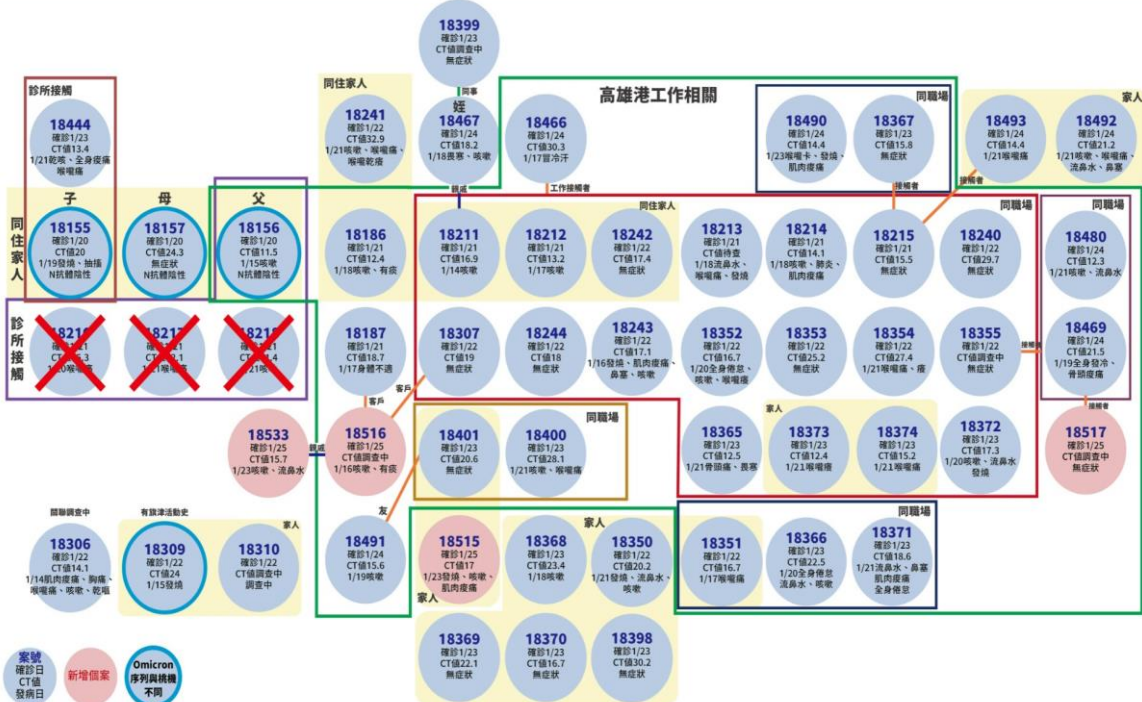 18399
確診1/23
CT值調查中
無症狀
同事
高雄港工作相關
診所接觸
18444
確診1/23
CT值13.4
1/21乾咳、全身痠痛
喉嚨痛
同住家人
18241
確診1/22
CT值32.9
1/21咳嗽、喉嚨痛、
喉嚨乾癢
姪
18467
確診1/24
CT值18.2
1/18畏寒、咳嗽
親戚
18466
確診1/24
CT值30.3
1/17冒冷汗
工作接觸者
同職場
18490
確診1/24
CT值14.4
1/23喉嚨卡、發燒、
肌肉痠痛
18367
確診1/23
CT值15.8
無症狀
接觸者
家人
18493
確診1/24
CT值14.4
1/21喉嚨痛
接觸者
18492
確診1/24
CT值21.2
1/21咳嗽、喉嚨痛、
流鼻水、鼻塞
同住家人
子
18155
確診1/20
CT值20
1/19發燒、抽搐
N抗體陰性
母
18157
確診1/20
CT值24.3
無症狀
N抗體陰性
父
18156
確診1/20
CT值11.5
1/15咳嗽
N抗體陰性
18186
確診1/21
CT值12.4
1/18咳嗽、有痰
同住家人
18211
確診1/21
CT值16.9
1/14咳嗽
18212
確診1/21
CT值13.2
1/17咳嗽
18242
確診1/22
CT值17.4
無症狀
同職場
18213
確診1/21
CT值待查
1/18流鼻水、
喉嚨痛、發燒
18214
確診1/21
CT值14.1
1/18咳嗽、肺炎、
肌肉痠痛
18215
確診1/21
CT值15.5
無症狀
18240
確診1/22
CT值29.7
無症狀
同職場
18480
確診1/24
CT值12.3
1/21咳嗽、流鼻水
診所接觸
18216
18217
18218
18187
確診1/21
CT值18.7
1/17身體不適
客戶
18307
確診1/22
CT值19
無症狀
客戶
18244
確診1/22
CT值18
無症狀
18243
確診1/22
CT值17.1
1/16發燒、肌肉痠痛、
鼻塞、咳嗽
18352
確診1/22
CT值16.7
1/20全身倦怠、
咳嗽、喉嚨癢
18353
確診1/22
CT值25.2
無症狀
18354
確診1/22
CT值27.4
1/21喉嚨痛、癢
18355
確診1/22
CT值調查中
無症狀
接觸者
18469
確診1/24
CT值21.5
1/19全身發冷、
骨頭痠痛
接觸者
18533
確診1/25
CT值15.7
1/23咳嗽、流鼻水
親戚
18516
確診1/25
CT值調查中
1/16咳嗽、有痰
同職場
18401
確診1/23
CT值20.6
無症狀
18400
確診1/23
CT值28.1
1/21咳嗽、喉嚨痛
18365
確診1/23
CT值12.5
1/21骨頭痛、畏寒
家人
18373
確診1/23
CT值12.4
1/21喉嚨癢
18374
確診1/23
CT值15.2
1/21喉嚨痛
18372
確診1/23
CT值17.3
1/20咳嗽、流鼻水
發燒
18517
確診1/25
CT值調查中
無症狀
關聯調查中
18306
確診1/22
CT值14.1
1/14肌肉痠痛、胸痛、
喉嚨痛、咳嗽、乾嘔
有旗津活動史
18309
確診1/22
CT值24
1/15發燒
家人
18310
確診1/22
CT值調查中
調查中
友
18491
確診1/24
CT值15.6
1/19咳嗽
18515
確診1/25
CT值17
1/23發燒、咳嗽、
肌肉痠痛
家人
家人
18368
確診1/23
CT值23.4
1/18咳嗽
18350
確診1/22
CT值20.2
1/21發燒、流鼻水、
咳嗽
同職場
18351
確診1/22
CT值16.7
1/17喉嚨痛
18366
確診1/23
CT值22.5
1/20全身倦怠
流鼻水、咳嗽
18371
確診1/23
CT值18.6
1/21流鼻水、鼻塞
肌肉痠痛
全身倦怠
18369
確診1/23
CT值22.1
無症狀
18370
確診1/23
CT值16.7
無症狀
18398
確診1/23
CT值30.2
無症狀
案號
確診日
CT值
發病日
新增個案
Omicron
序列與桃機
不同